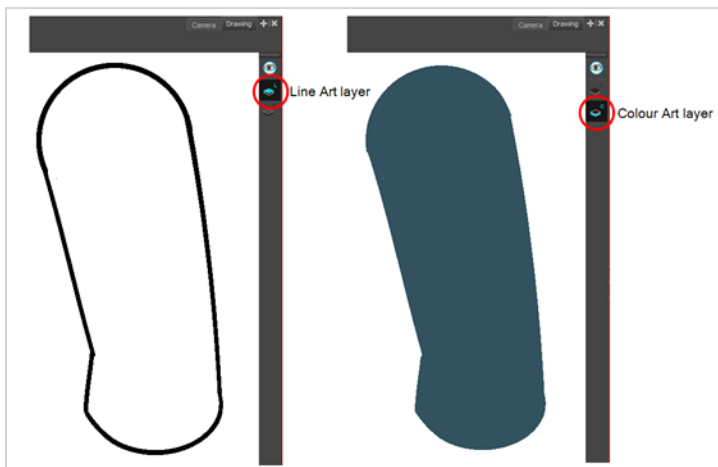 Camera Drawing
Camera Drawing
L
Line Art layer
C
Colour Art layer